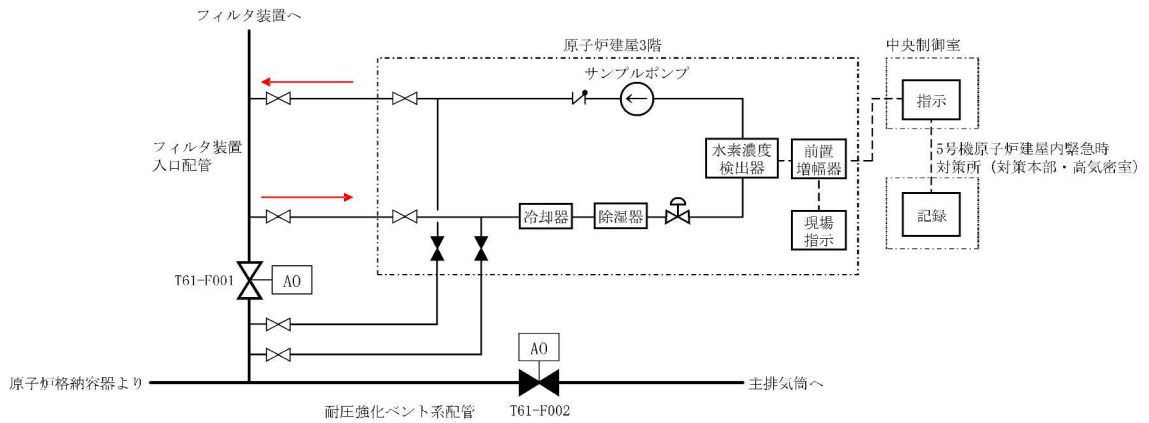 フィルタ装置へ
原子炉建屋3階
中央制御室
サンプルポンプ
指示
フィルタ装置
入口配管
水素濃度
検出器
前置
増幅器
5号機原子炉建屋内緊急時
対策所（対策本部・高気密室）
冷却器
除湿器
現場
指示
記録
T61-F001
AO
AO
原子炉格納容器より
主排気筒へ
耐圧強化ベント系配管
T61-F002